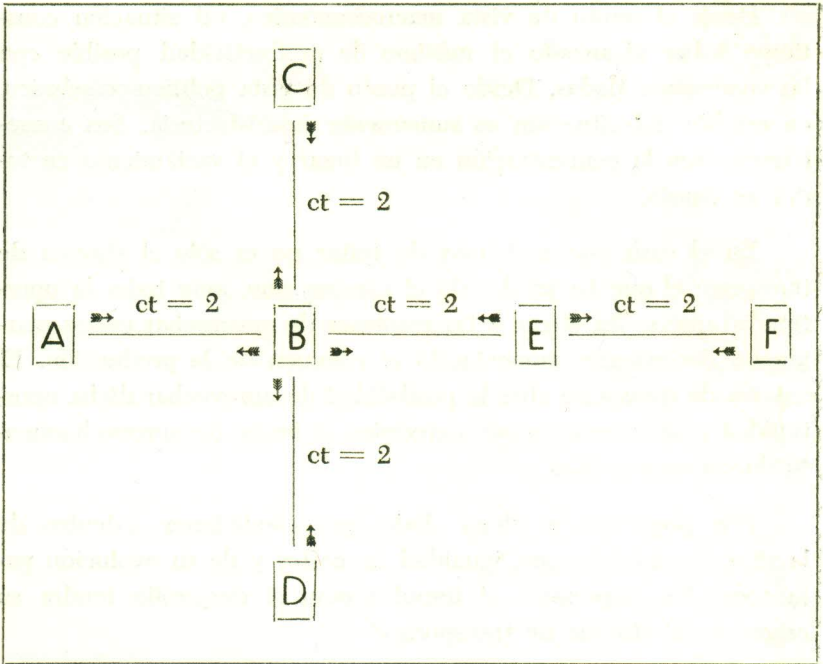 C
ct = 2
ct = 2 ct = 2 ct = 2
A B E F
ct = 2
D